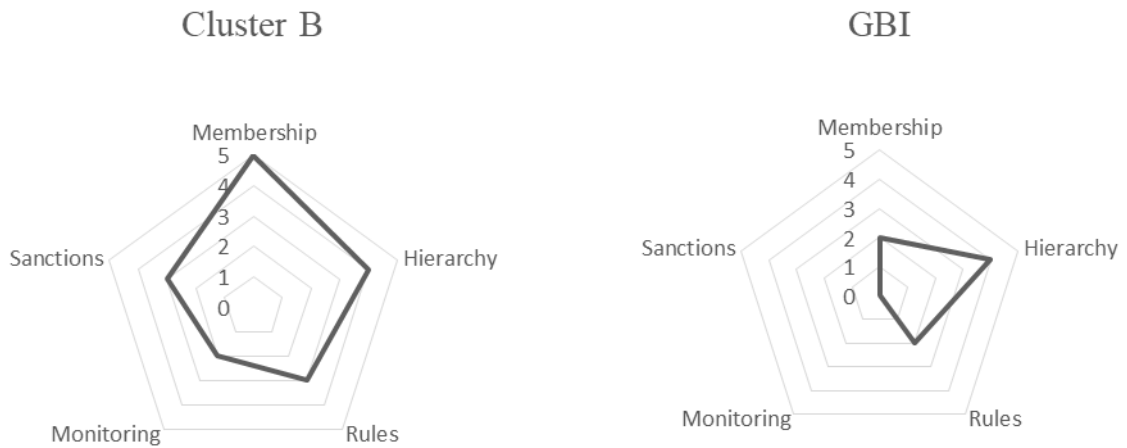 Cluster B
Membership
5
4
3
2
1
0
Sanctions
Hierarchy
Monitoring
Rules
GBI
Membership
5
4
3
2
1
0
Sanctions
Hierarchy
Monitoring
Rules